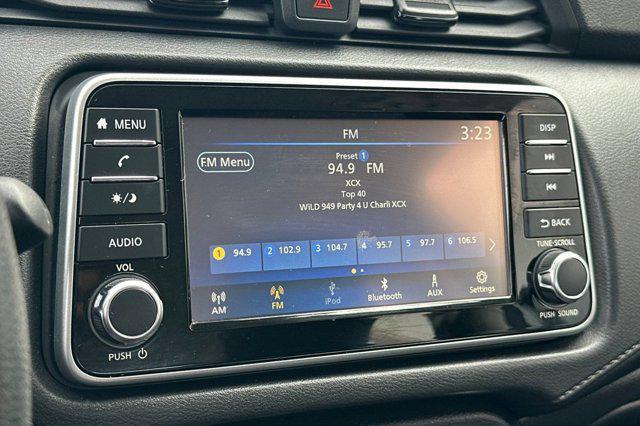 MENU
AUDIO
VOL
PUSH
FM
3:23
FM Menu
Preset 1
94.9 FM
XCX
Top 40
WiLD 949 Party 4 U Charli XCX
1 94.9 2 102.9 3 104.7 4 95.7 5 97.7 6 106.5
AM FM iPod Bluetooth AUX Settings
DISP
BACK
TUNE·SCROLL
PUSH SOUND